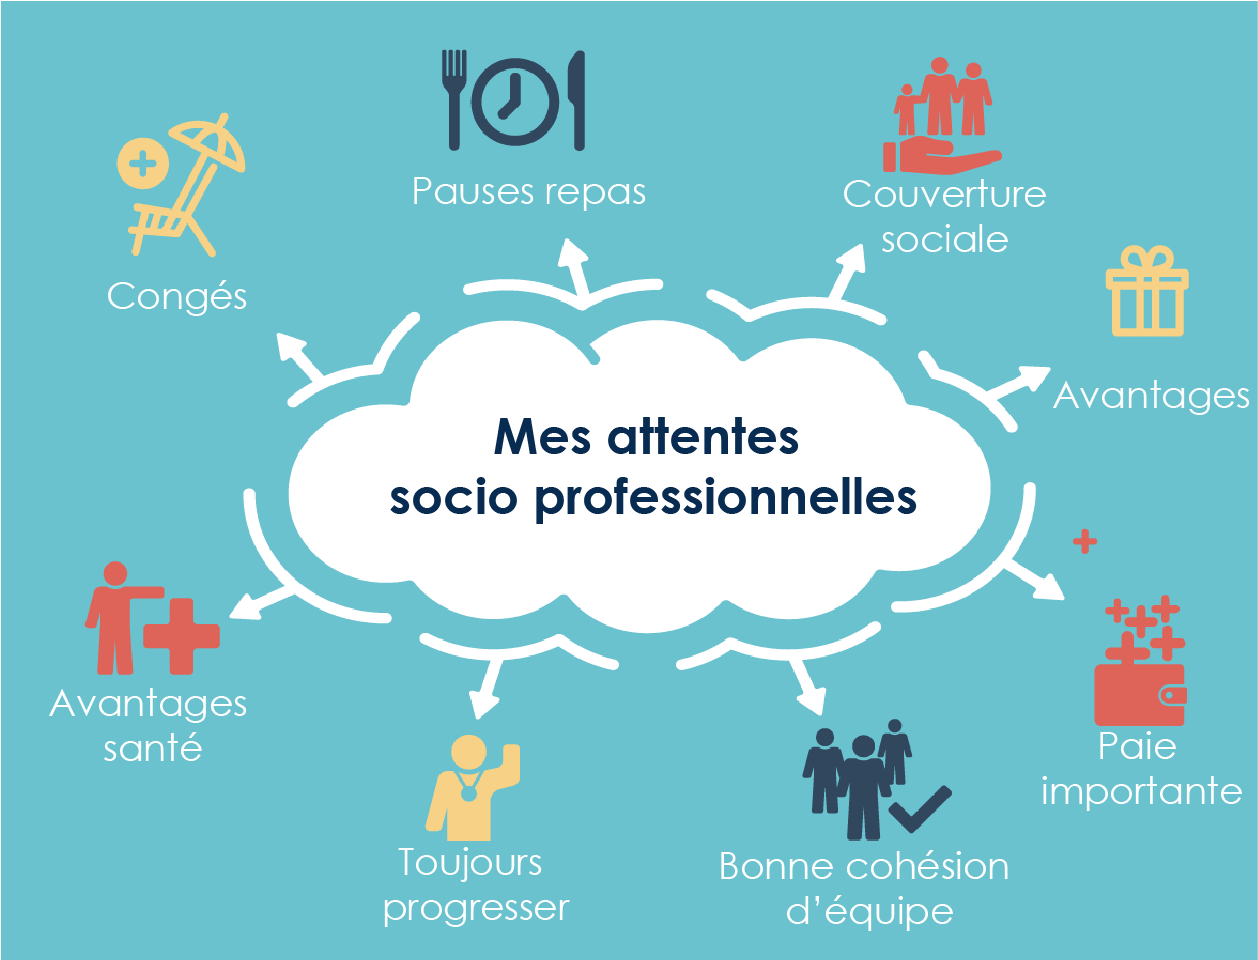 Pauses repas
Couverture
sociale
Congés
Avantages
Mes attentes
socio professionnelles
Avantages
santé
Paie
importante
Toujours
progresser
Bonne cohésion
d’équipe